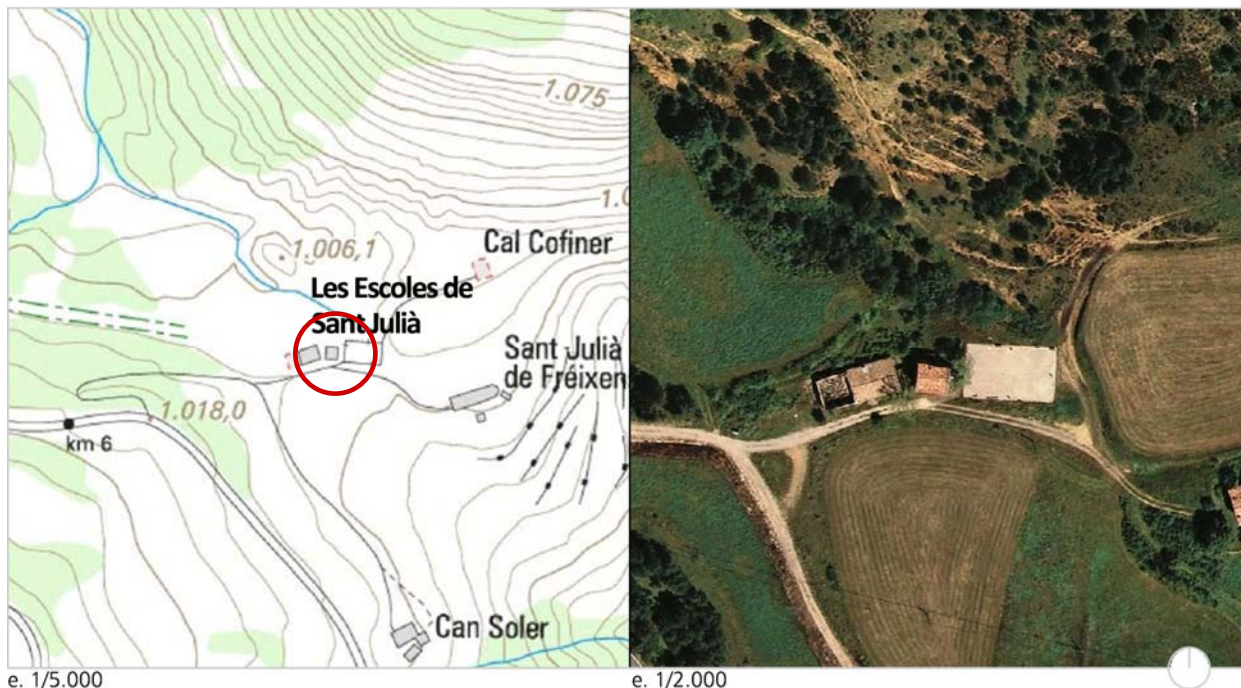 1.075
1.0
1.006,1
Cal Cofiner
Les Escoles de
Sant Julià
Sant Julià
de Fréixen
1.018,0
km 6
Can Soler
e. 1/5.000
e. 1/2.000